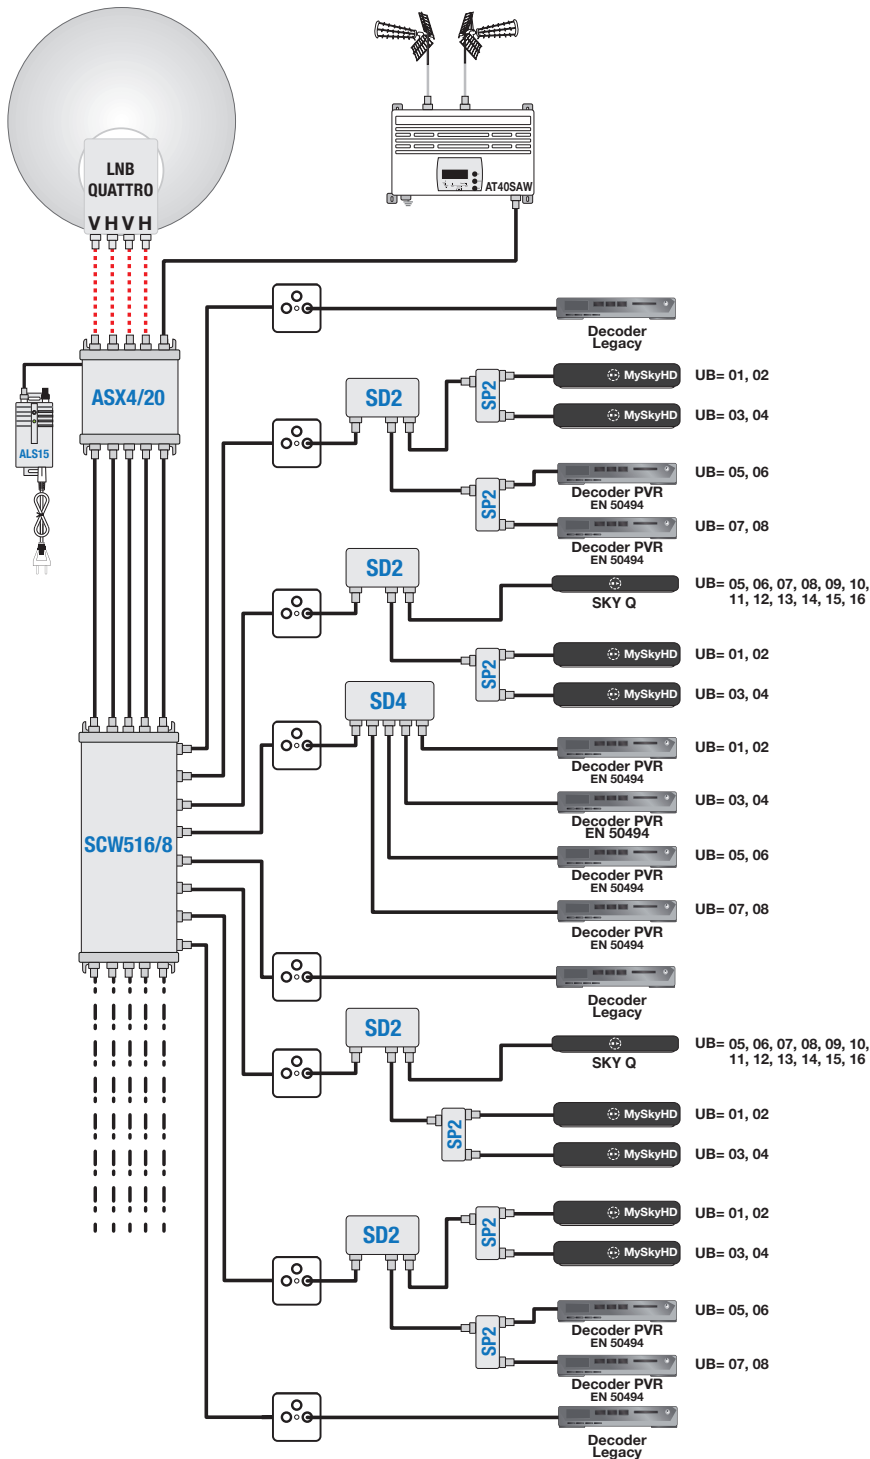 LNB
QUATTRO
V H V H
AT40SAW
Decoder
Legacy
ASX4/20
ALS15
SD2
SP2
MySkyHD
UB= 01, 02
MySkyHD
UB= 03, 04
SP2
Decoder PVR
EN 50494
UB= 05, 06
Decoder PVR
EN 50494
UB= 07, 08
SD2
SKY Q
UB= 05, 06, 07, 08, 09, 10,
11, 12, 13, 14, 15, 16
SP2
MySkyHD
UB= 01, 02
MySkyHD
UB= 03, 04
SD4
Decoder PVR
EN 50494
UB= 01, 02
Decoder PVR
EN 50494
UB= 03, 04
Decoder PVR
EN 50494
UB= 05, 06
Decoder PVR
EN 50494
UB= 07, 08
SCW516/8
Decoder
Legacy
SD2
SKY Q
UB= 05, 06, 07, 08, 09, 10,
11, 12, 13, 14, 15, 16
SP2
MySkyHD
UB= 01, 02
MySkyHD
UB= 03, 04
SD2
SP2
MySkyHD
UB= 01, 02
MySkyHD
UB= 03, 04
SP2
Decoder PVR
EN 50494
UB= 05, 06
Decoder PVR
EN 50494
UB= 07, 08
Decoder
Legacy